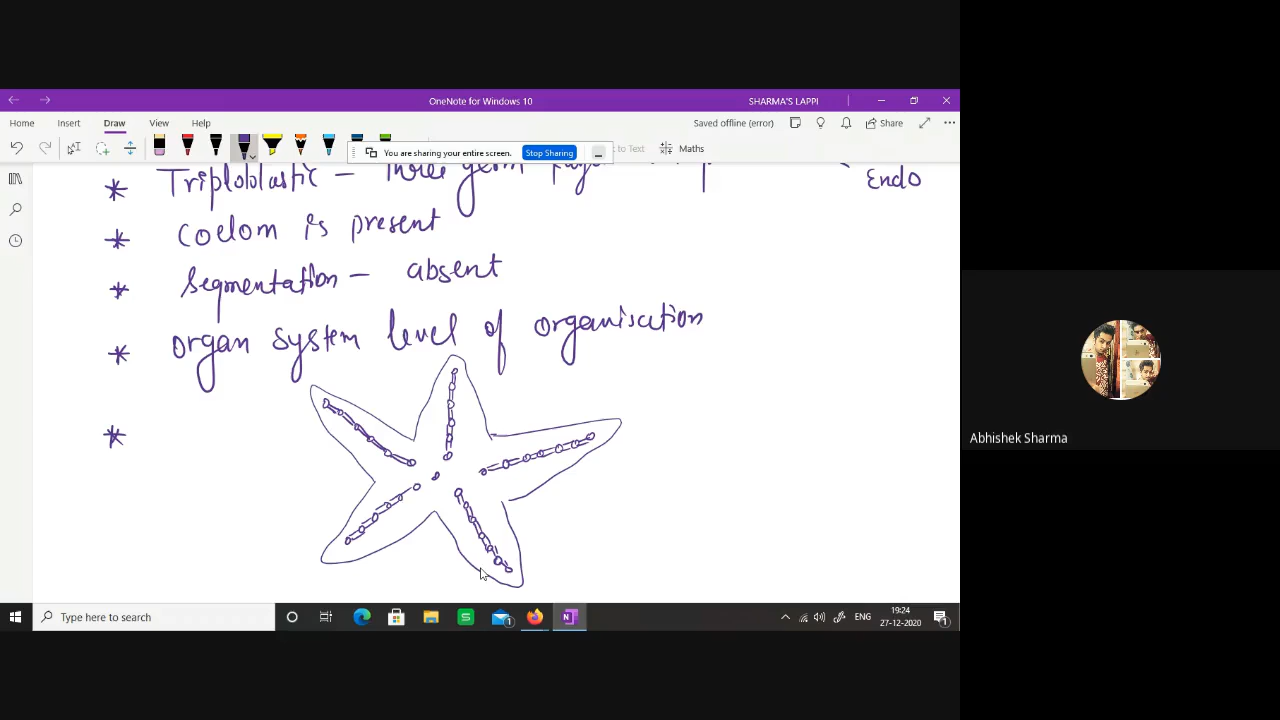 OneNote for Windows 10
SHARMA'S LAPPI
Home Insert Draw View Help
Saved offline (error)
Share
You are sharing your entire screen.
Stop Sharing
to Text
Maths
* Triploblastic - Three germ
Endo
* Coelom is present
* Segmentation - absent
* Organ system level of organisation
*
Abhishek Sharma
Type here to search
ENG
19:24
27-12-2020